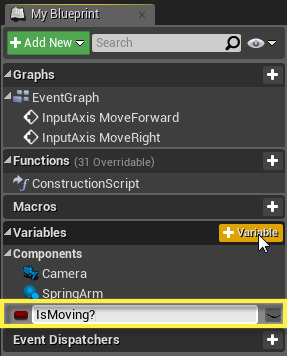 My Blueprint
Add New Search
Graphs
EventGraph
InputAxis MoveForward
InputAxis MoveRight
Functions (31 Overridable)
ConstructionScript
Macros
Variables + Variable
Components
Camera
SpringArm
IsMoving?
Event Dispatchers